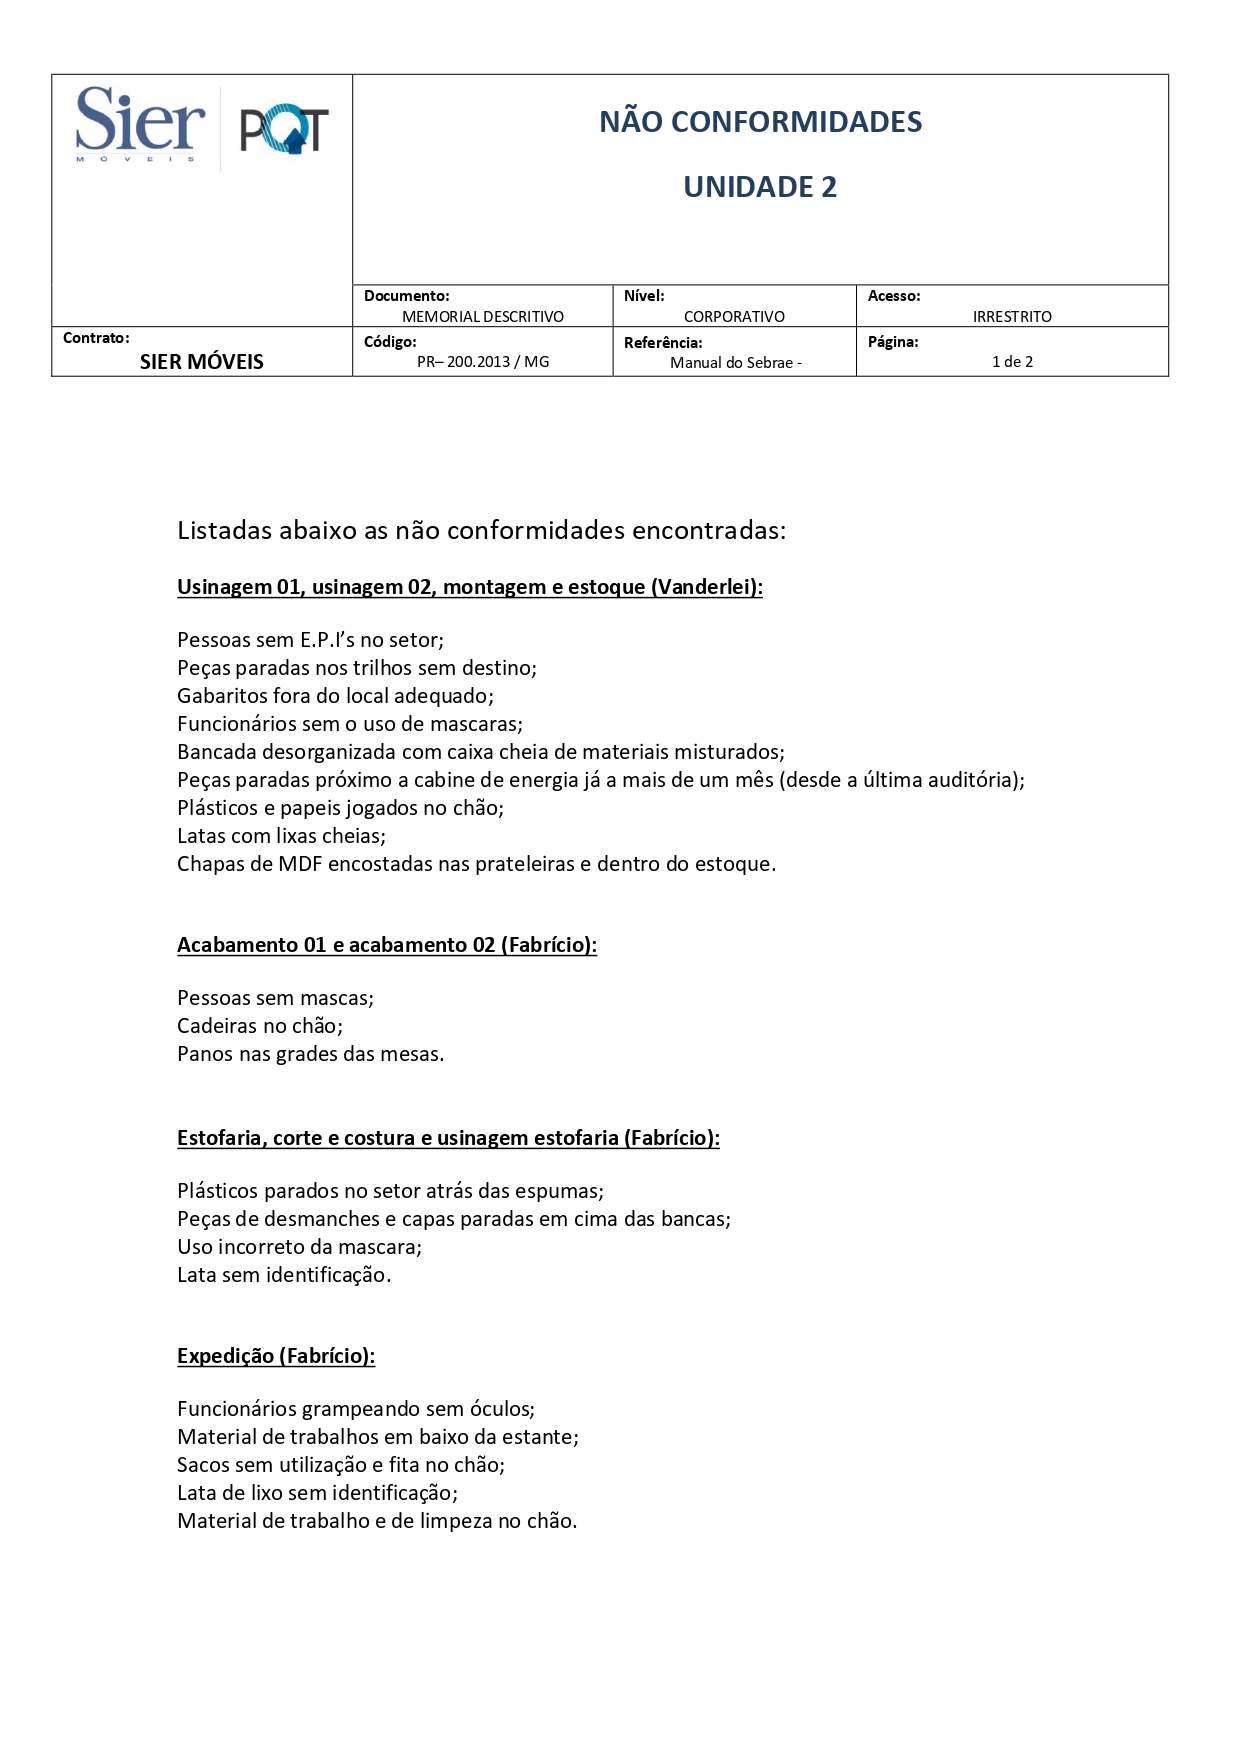 Sier
MÓVEIS
PQT
NÃO CONFORMIDADES
UNIDADE 2
Documento:
MEMORIAL DESCRITIVO
Nível:
CORPORATIVO
Acesso:
IRRESTRITO
Contrato:
SIER MÓVEIS
Código:
PR– 200.2013 / MG
Referência:
Manual do Sebrae -
Página:
1 de 2
Listadas abaixo as não conformidades encontradas:
Usinagem 01, usinagem 02, montagem e estoque (Vanderlei):
Pessoas sem E.P.I’s no setor;
Peças paradas nos trilhos sem destino;
Gabaritos fora do local adequado;
Funcionários sem o uso de mascaras;
Bancada desorganizada com caixa cheia de materiais misturados;
Peças paradas próximo a cabine de energia já a mais de um mês (desde a última auditória);
Plásticos e papeis jogados no chão;
Latas com lixas cheias;
Chapas de MDF encostadas nas prateleiras e dentro do estoque.
Acabamento 01 e acabamento 02 (Fabrício):
Pessoas sem mascas;
Cadeiras no chão;
Panos nas grades das mesas.
Estofaria, corte e costura e usinagem estofaria (Fabrício):
Plásticos parados no setor atrás das espumas;
Peças de desmanches e capas paradas em cima das bancas;
Uso incorreto da mascara;
Lata sem identificação.
Expedição (Fabrício):
Funcionários grampeando sem óculos;
Material de trabalhos em baixo da estante;
Sacos sem utilização e fita no chão;
Lata de lixo sem identificação;
Material de trabalho e de limpeza no chão.